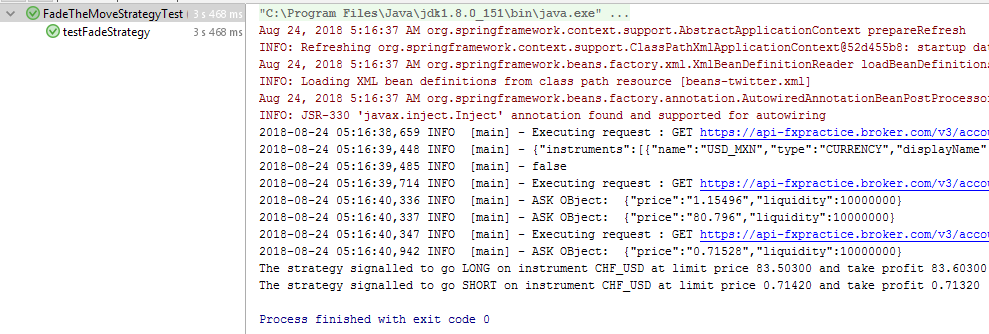 FadeTheMoveStrategyTest 3 s 468 ms
testFadeStrategy 3 s 468 ms
"C:\Program Files\Java\jdk1.8.0_151\bin\java.exe" ...
Aug 24, 2018 5:16:37 AM org.springframework.context.support.AbstractApplicationContext prepareRefresh
INFO: Refreshing org.springframework.context.support.ClassPathXmlApplicationContext@52d455b8: startup dat
Aug 24, 2018 5:16:37 AM org.springframework.beans.factory.xml.XmlBeanDefinitionReader loadBeanDefinitions
INFO: Loading XML bean definitions from class path resource [beans-twitter.xml]
Aug 24, 2018 5:16:37 AM org.springframework.beans.factory.annotation.AutowiredAnnotationBeanPostProcessor
INFO: JSR-330 'javax.inject.Inject' annotation found and supported for autowiring
2018-08-24 05:16:38,659 INFO [main] - Executing request : GET https://api-fxpractice.broker.com/v3/accou
2018-08-24 05:16:39,448 INFO [main] - {"instruments":[{"name":"USD_MXN","type":"CURRENCY","displayName"
2018-08-24 05:16:39,485 INFO [main] - false
2018-08-24 05:16:39,714 INFO [main] - Executing request : GET https://api-fxpractice.broker.com/v3/accou
2018-08-24 05:16:40,336 INFO [main] - ASK OBject: {"price":"1.15496","liquidity":10000000}
2018-08-24 05:16:40,337 INFO [main] - ASK OBject: {"price":"80.796","liquidity":10000000}
2018-08-24 05:16:40,347 INFO [main] - Executing request : GET https://api-fxpractice.broker.com/v3/accou
2018-08-24 05:16:40,942 INFO [main] - ASK OBject: {"price":"0.71528","liquidity":10000000}
The strategy signalled to go LONG on instrument CHF_USD at limit price 83.50300 and take profit 83.60300
The strategy signalled to go SHORT on instrument CHF_USD at limit price 0.71420 and take profit 0.71320
Process finished with exit code 0